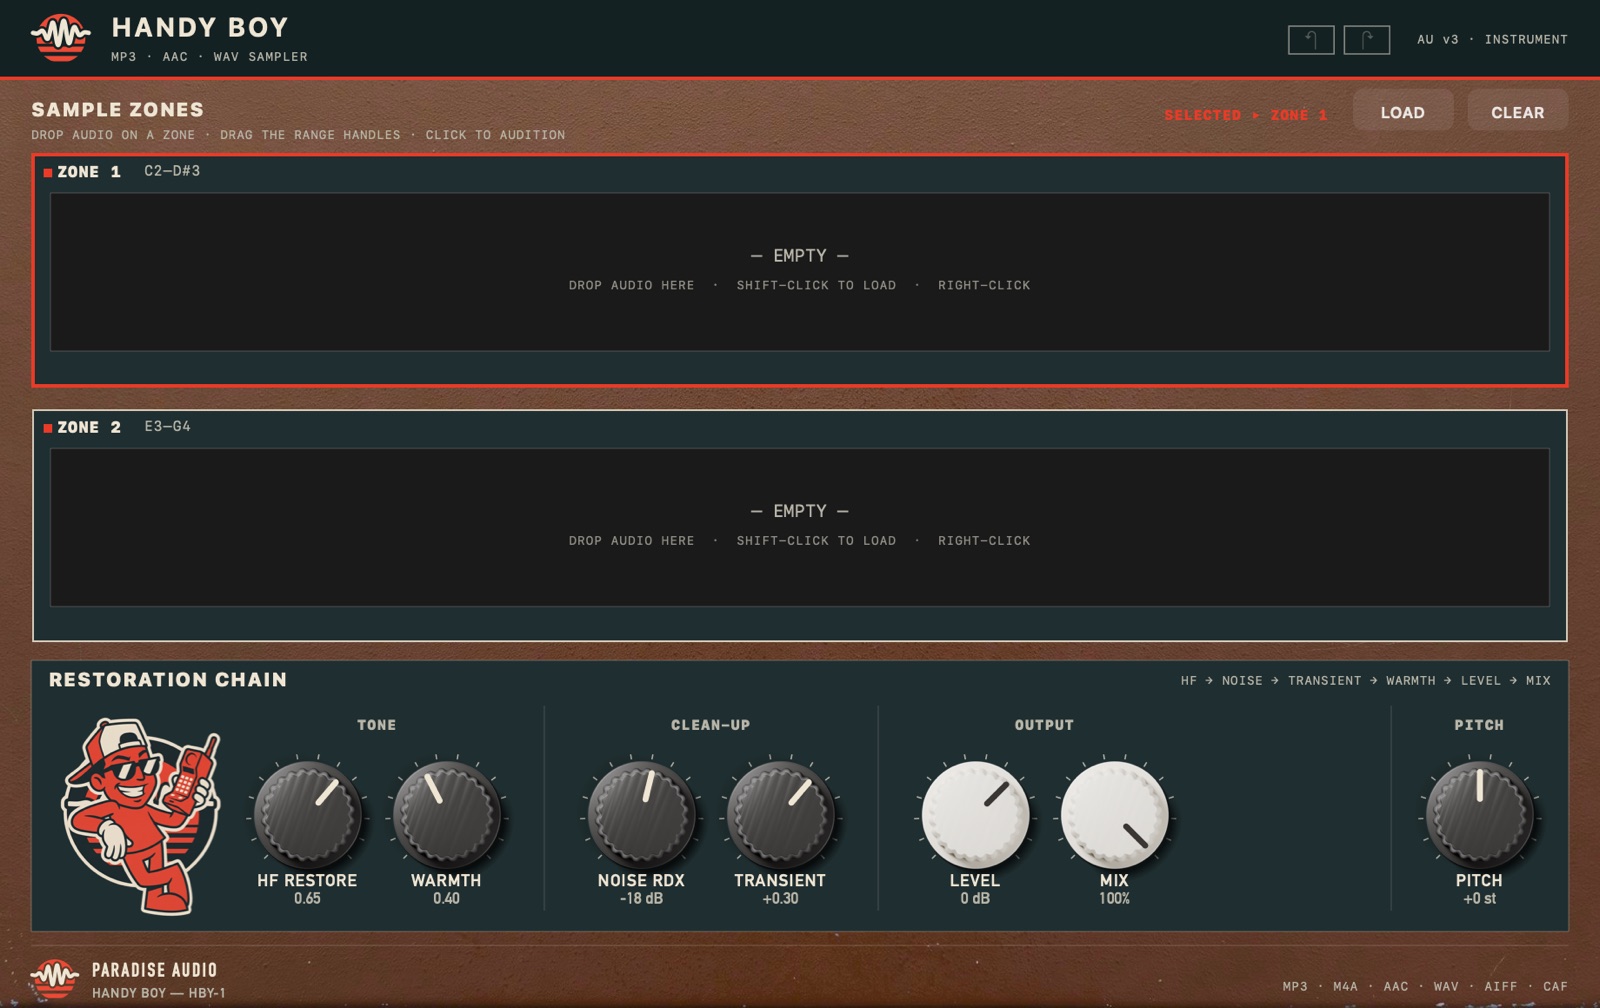 HANDY BOY
MP3 · AAC · WAV SAMPLER
AU v3 · INSTRUMENT
SAMPLE ZONES
DROP AUDIO ON A ZONE · DRAG THE RANGE HANDLES · CLICK TO AUDITION
SELECTED ▸ ZONE 1
LOAD
CLEAR
ZONE 1 C2–D#3
— EMPTY —
DROP AUDIO HERE · SHIFT-CLICK TO LOAD · RIGHT-CLICK
ZONE 2 E3–G4
— EMPTY —
DROP AUDIO HERE · SHIFT-CLICK TO LOAD · RIGHT-CLICK
RESTORATION CHAIN
HF → NOISE → TRANSIENT → WARMTH → LEVEL → MIX
TONE
CLEAN-UP
OUTPUT
PITCH
HF RESTORE
0.65
WARMTH
0.40
NOISE RDX
-18 dB
TRANSIENT
+0.30
LEVEL
0 dB
MIX
100%
PITCH
+0 st
PARADISE AUDIO
HANDY BOY — HBY-1
MP3 · M4A · AAC · WAV · AIFF · CAF